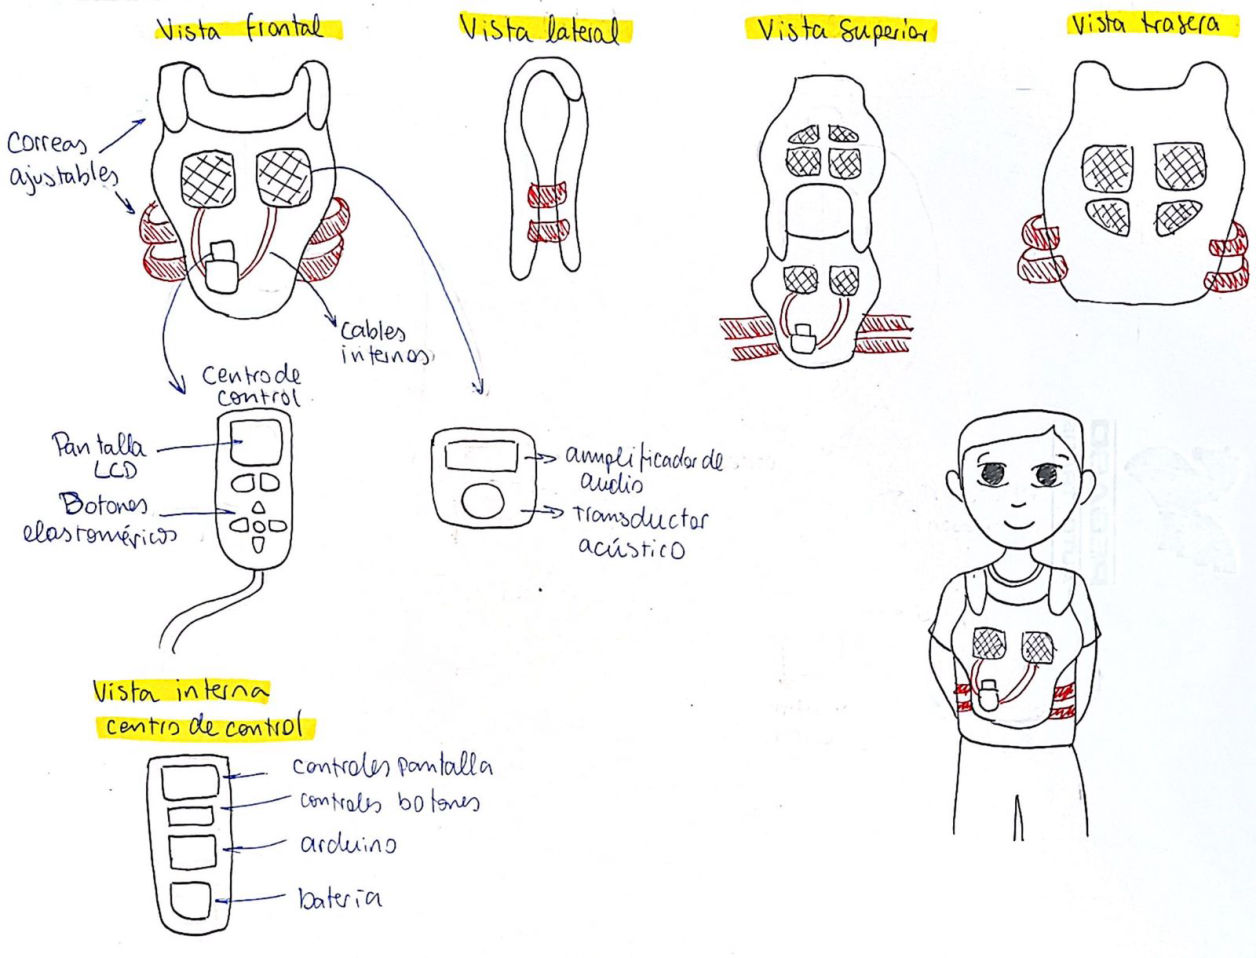 Vista frontal
Vista lateral
Vista superior
Vista trasera
Correas
ajustables
cables
internos
Centro de
control
Pantalla
LCD
Botones
elastoméricos
amplificador de
audio
transductor
acústico
Vista interna
centro de control
controles pantalla
controles botones
arduino
batería